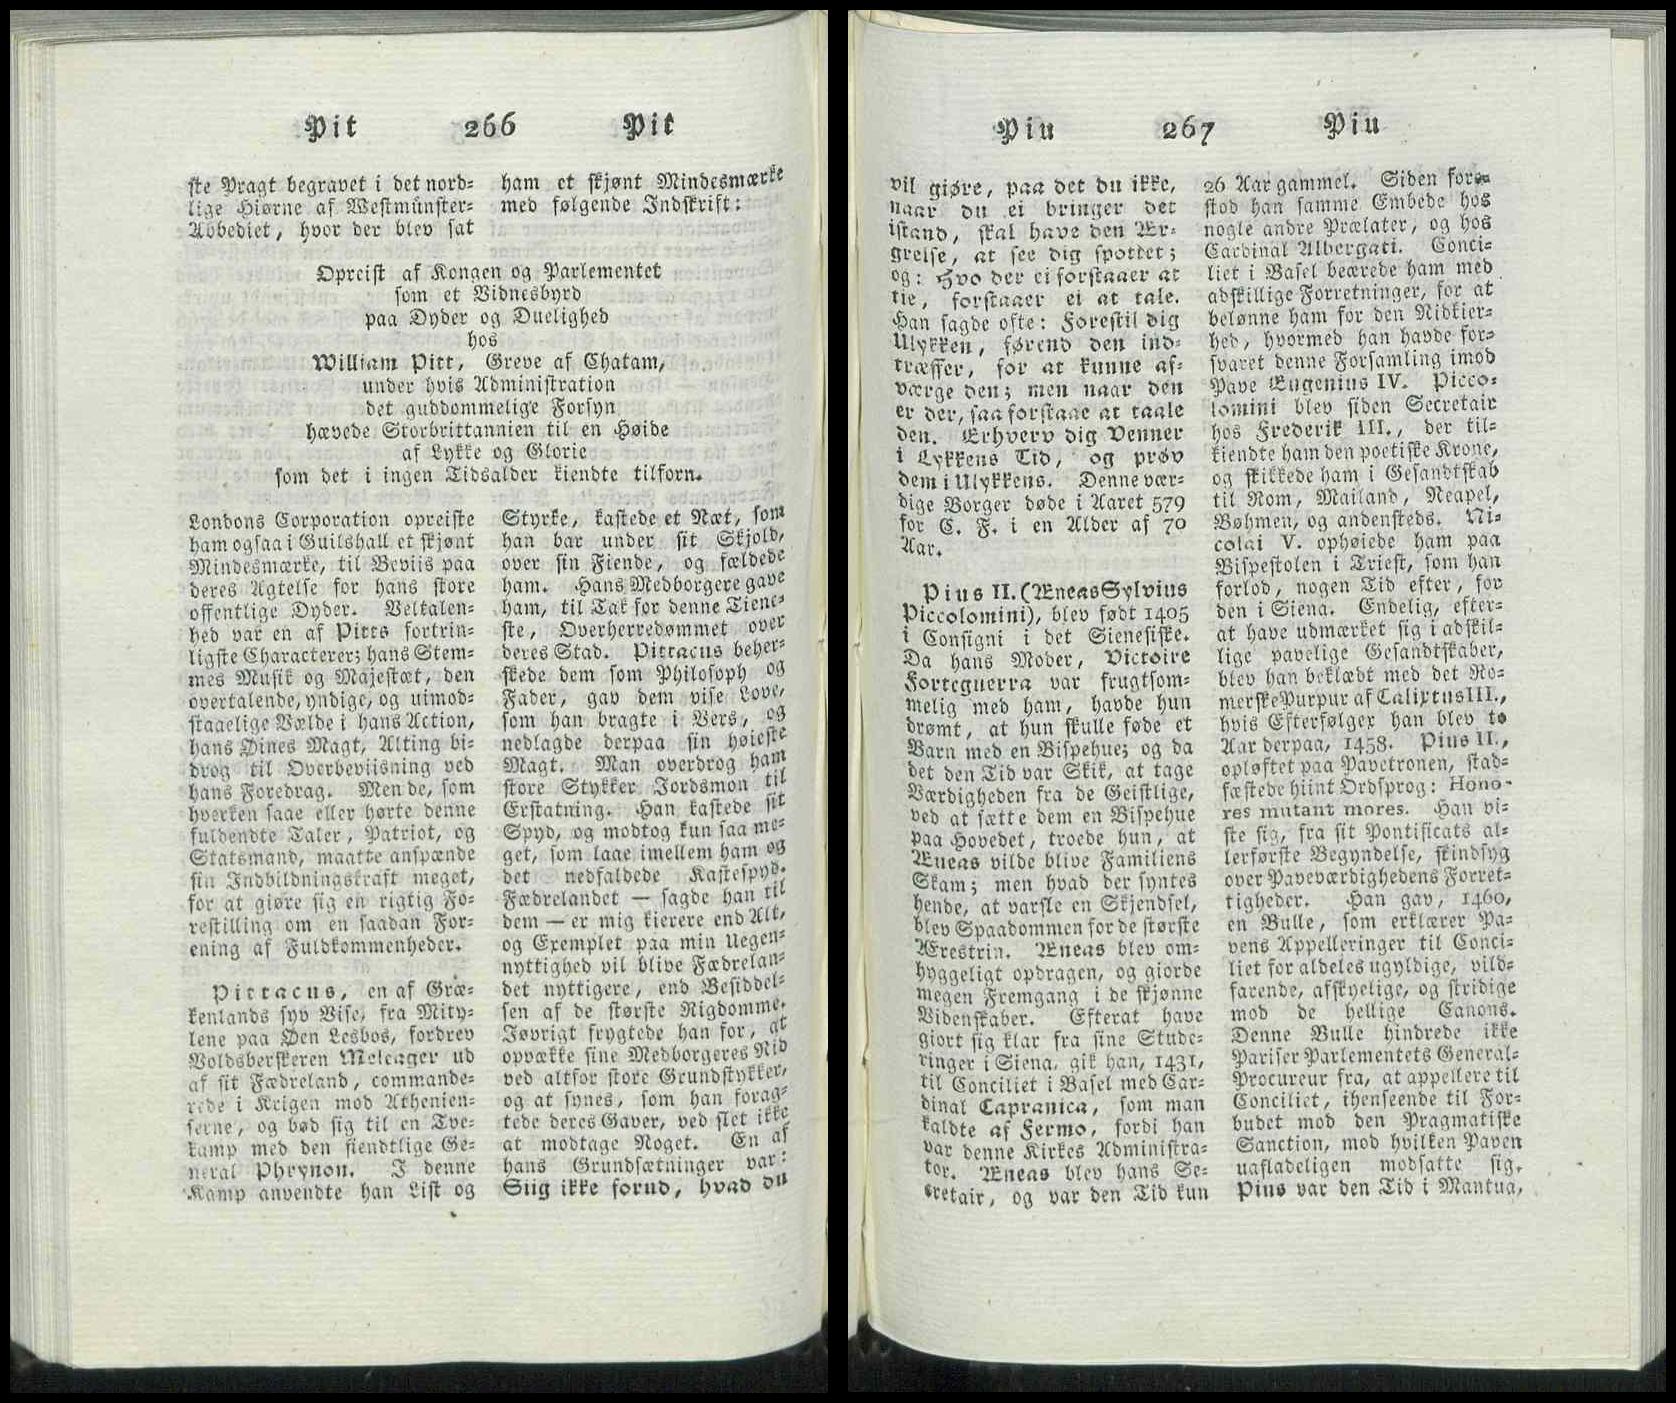 Pit 266 Pit
ste Pragt begravet i det nord-
lige Hiørne af Westmünster-
Abbediet, hvor der blev sat
ham et skjønt Mindesmærke
med følgende Indskrift:
Opreist af Kongen og Parlementet
som et Vidnesbyrd
paa Dyder og Duelighed
hos
William Pitt, Greve af Chatam,
under hvis Administration
det guddommelige Forsyn
hævede Storbrittannien til en Høide
af Lykke og Glorie
som det i ingen Tidsalder kiendte tilforn.
Londons Corporation opreiste
ham ogsaa i Guilshall et skjønt
Mindesmærke, til Beviis paa
deres Agtelse for hans store
offentlige Dyder. Veltalen-
hed var en af Pitts fortrin-
ligste Characterer; hans Stem-
mes Musik og Majestæt, den
overtalende, yndige, og uimod-
staaelige Vælde i hans Action,
hans Øines Magt, Alting bi-
drog til Overbeviisning ved
hans Foredrag. Men de, som
hverken saae eller hørte denne
fuldendte Taler, Patriot, og
Statsmand, maatte anspænde
sin Indbildningskraft meget,
for at giøre sig en rigtig Fo-
restilling om en saadan For-
ening af Fuldkommenheder.
Pittacus, en af Græ-
kenlands syv Vise, fra Mity-
lene paa Øen Lesbos, fordrev
Voldsherskeren Meleager ud
af sit Fædreland, commande-
rede i Krigen mod Athenien-
serne, og bød sig til en Tve-
kamp med den fiendtlige Ge-
neral Phrynon. I denne
Kamp anvendte han List og
Styrke, kastede et Næt, som
han bar under sit Skjold,
over sin Fiende, og fældede
ham. Hans Medborgere gave
ham, til Tak for denne Tiene-
ste, Overherredømmet over
deres Stad. Pittacus beher-
skede dem som Philosoph og
Fader, gav dem vise Love,
som han bragte i Vers, og
nedlagde derpaa sin høieste
Magt. Man overdrog ham
store Stykker Jordsmon til
Erstatning. Han kastede sit
Spyd, og modtog kun saa me-
get, som laae imellem ham og
det nedfaldede Kastespyd.
Fædrelandet — sagde han til
dem — er mig kierere end Alt,
og Exemplet paa min Uegen-
nyttighed vil blive Fædrelan-
det nyttigere, end Besiddel-
sen af de største Rigdomme.
Jøvrigt frygtede han for, at
opvække sine Medborgeres Nid
ved altfor store Grundstykker,
og at synes, som han forag-
tede deres Gaver, ved slet ikke
at modtage Noget. En af
hans Grundsætninger var:
Siig ikke forud, hvad du
Piu 267 Piu
vil giøre, paa det du ikke,
naar du ei bringer det
istand, skal have den Ær-
grelse, at see dig spottet;
og: Hvo der ei forstaaer at
tie, forstaaer ei at tale.
Han sagde ofte: Forestil dig
Ulykken, førend den ind-
træffer, for at kunne af-
værge den; men naar den
er der, saa forstaae at taale
den. Erhverv dig Venner
i Lykkens Tid, og prøv
dem i Ulykkens. Denne vær-
dige Borger døde i Aaret 579
for C. F. i en Alder af 70
Aar.
Pius II. (Æneas Sylvius
Piccolomini), blev født 1405
i Consigni i det Sienesiske.
Da hans Moder, Victoire
Forteguerra var frugtsom-
melig med ham, havde hun
drømt, at hun skulle føde et
Barn med en Bispehue; og da
det den Tid var Skik, at tage
Værdigheden fra de Geistlige,
ved at sætte dem en Bispehue
paa Hovedet, troede hun, at
Æneas vilde blive Familiens
Skam; men hvad der syntes
hende, at varsle en Skjendsel,
blev Spaadommen for de største
Ærestrin. Æneas blev om-
hyggeligt opdragen, og giorde
megen Fremgang i de skjønne
Videnskaber. Efterat have
giort sig klar fra sine Stude-
ringer i Siena, gik han, 1431,
til Conciliet i Basel med Car-
dinal Capranica, som man
kaldte af Fermo, fordi han
var denne Kirkes Administra-
tor. Æneas blev hans Se-
cretair, og var den Tid kun
26 Aar gammel. Siden fore-
stod han samme Embede hos
nogle andre Prælater, og hos
Cardinal Albergati. Conci-
liet i Basel beærede ham med
adskillige Forretninger, for at
belønne ham for den Nidkier-
hed, hvormed han havde for-
svaret denne Forsamling imod
Pave Eugenius IV. Picco-
lomini blev siden Secretair
hos Frederik III., der til-
kiendte ham den poetiske Krone,
og skikkede ham i Gesandtskab
til Rom, Mailand, Neapel,
Bøhmen, og andensteds. Ni-
colai V. ophøiede ham paa
Bispestolen i Triest, som han
forlod, nogen Tid efter, for
den i Siena. Endelig, efter-
at have udmærket sig i adskil-
lige pavelige Gesandtskaber,
blev han beklædt med det Ro-
merske Purpur af Calixtus III.,
hvis Efterfølger han blev to
Aar derpaa, 1458. Pius II.,
opløftet paa Pavetronen, stad-
fæstede hiint Ordsprog: Hono-
res mutant mores. Han vi-
ste sig, fra sit Pontificats al-
lerførste Begyndelse, skindsyg
over Paveværdighedens Forret-
tigheder. Han gav, 1460,
en Bulle, som erklærer Pa-
vens Appelleringer til Conci-
liet for aldeles ugyldige, vild-
farende, afskyelige, og stridige
mod de hellige Canons.
Denne Bulle hindrede ikke
Pariser Parlementets General-
Procureur fra, at appellere til
Conciliet, ihenseende til For-
budet mod den Pragmatiske
Sanction, mod hvilken Paven
uafladeligen modsatte sig.
Pius var den Tid i Mantua,